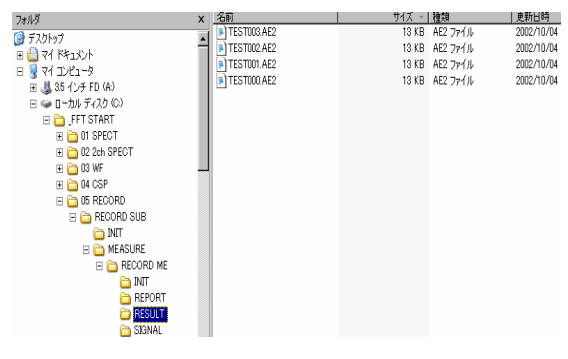 フォルダ x
デスクトップ
マイ ドキュメント
マイ コンピュータ
3.5 インチ FD (A:)
ローカル ディスク (C:)
_FFT START
01 SPECT
02 2ch SPECT
03 WF
04 CSP
05 RECORD
RECORD SUB
INIT
MEASURE
RECORD ME
INIT
REPORT
RESULT
SIGNAL
名前 サイズ 種類 更新日時
TEST003.AE2 13 KB AE2 ファイル 2002/10/04
TEST002.AE2 13 KB AE2 ファイル 2002/10/04
TEST001.AE2 13 KB AE2 ファイル 2002/10/04
TEST000.AE2 13 KB AE2 ファイル 2002/10/04